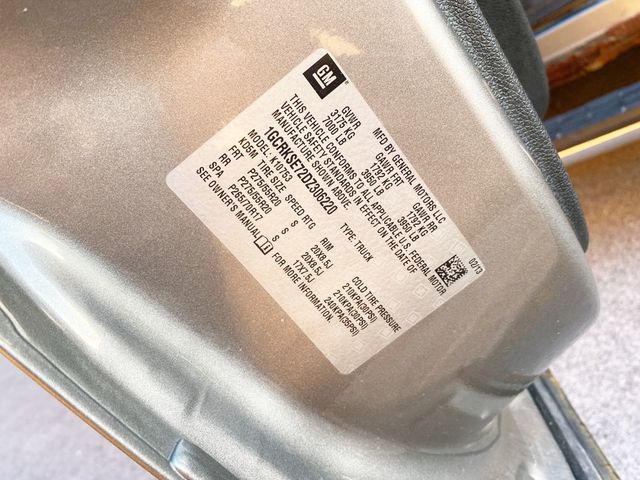 GM
MFD BY GENERAL MOTORS LLC
GVWR GAWR FRT GAWR RR
3175 KG 1792 KG 1792 KG
7000 LB 3950 LB 3950 LB
THIS VEHICLE CONFORMS TO ALL APPLICABLE U.S. FEDERAL MOTOR
VEHICLE SAFETY STANDARDS IN EFFECT ON THE DATE OF
MANUFACTURE SHOWN ABOVE.
02/13
1GCRKSE72DZ306220 TYPE: TRUCK
MODEL: K10753
KD5M TIRE SIZE SPEED RTG RIM COLD TIRE PRESSURE
FRT P275/55R20 S 20X8.5J 210KPA(30PSI)
RR P275/55R20 S 20X8.5J 210KPA(30PSI)
SPA P265/70R17 S 17X7.5J 240KPA(35PSI)
SEE OWNER'S MANUAL FOR MORE INFORMATION.